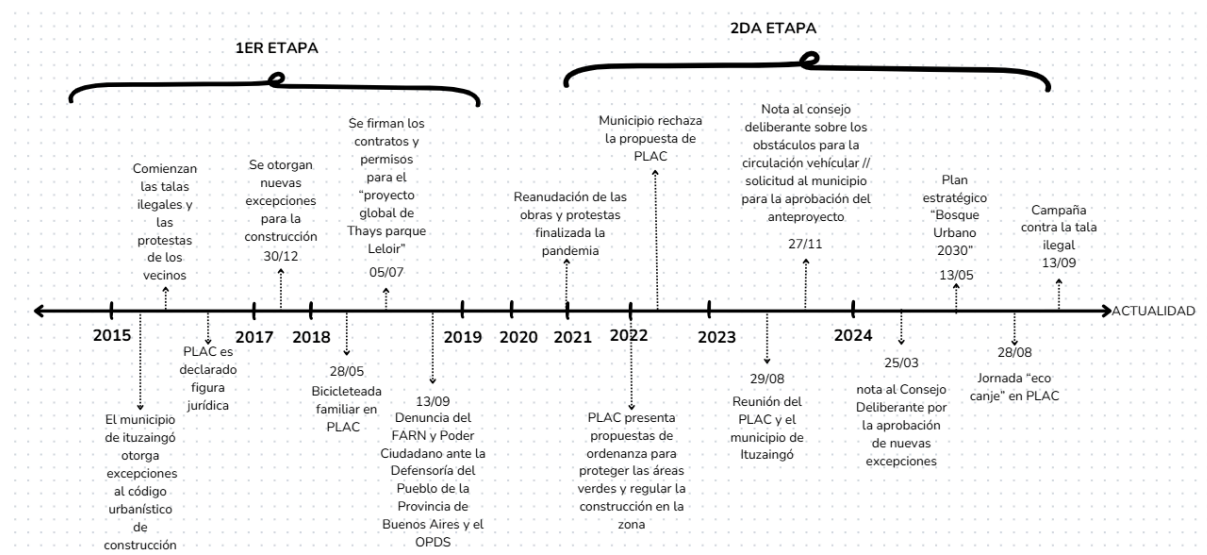 1ER ETAPA
2DA ETAPA
Comienzan
las talas
ilegales y
las
protestas
de los
vecinos
Se otorgan
nuevas
excepciones
para la
construcción
30/12
Se firman los
contratos y
permisos
para el
“proyecto
global de
Thays parque
Leloir”
05/07
Reanudación de las
obras y protestas
finalizada la
pandemia
Municipio rechaza
la propuesta de
PLAC
Nota al consejo
deliberante sobre los
obstáculos para la
circulación vehícular //
solicitud al municipio
para la aprobación del
anteproyecto
27/11
Plan
estratégico
“Bosque
Urbano
2030”
13/05
Campaña
contra la tala
ilegal
13/09
ACTUALIDAD
2015
2017
2018
2019
2020
2021
2022
2023
2024
El municipio
de ituzaingó
otorga
excepciones
al código
urbanístico
de
construcción
PLAC es
declarado
figura
jurídica
28/05
Bicicleteada
familiar en
PLAC
13/09
Denuncia del
FARN y Poder
Ciudadano ante la
Defensoría del
Pueblo de la
Provincia de
Buenos Aires y el
OPDS
PLAC presenta
propuestas de
ordenanza para
proteger las áreas
verdes y regular la
construcción en la
zona
29/08
Reunión del
PLAC y el
municipio de
Ituzaingó
25/03
nota al Consejo
Deliberante por
la aprobación
de nuevas
excepciones
28/08
Jornada “eco
canje” en PLAC